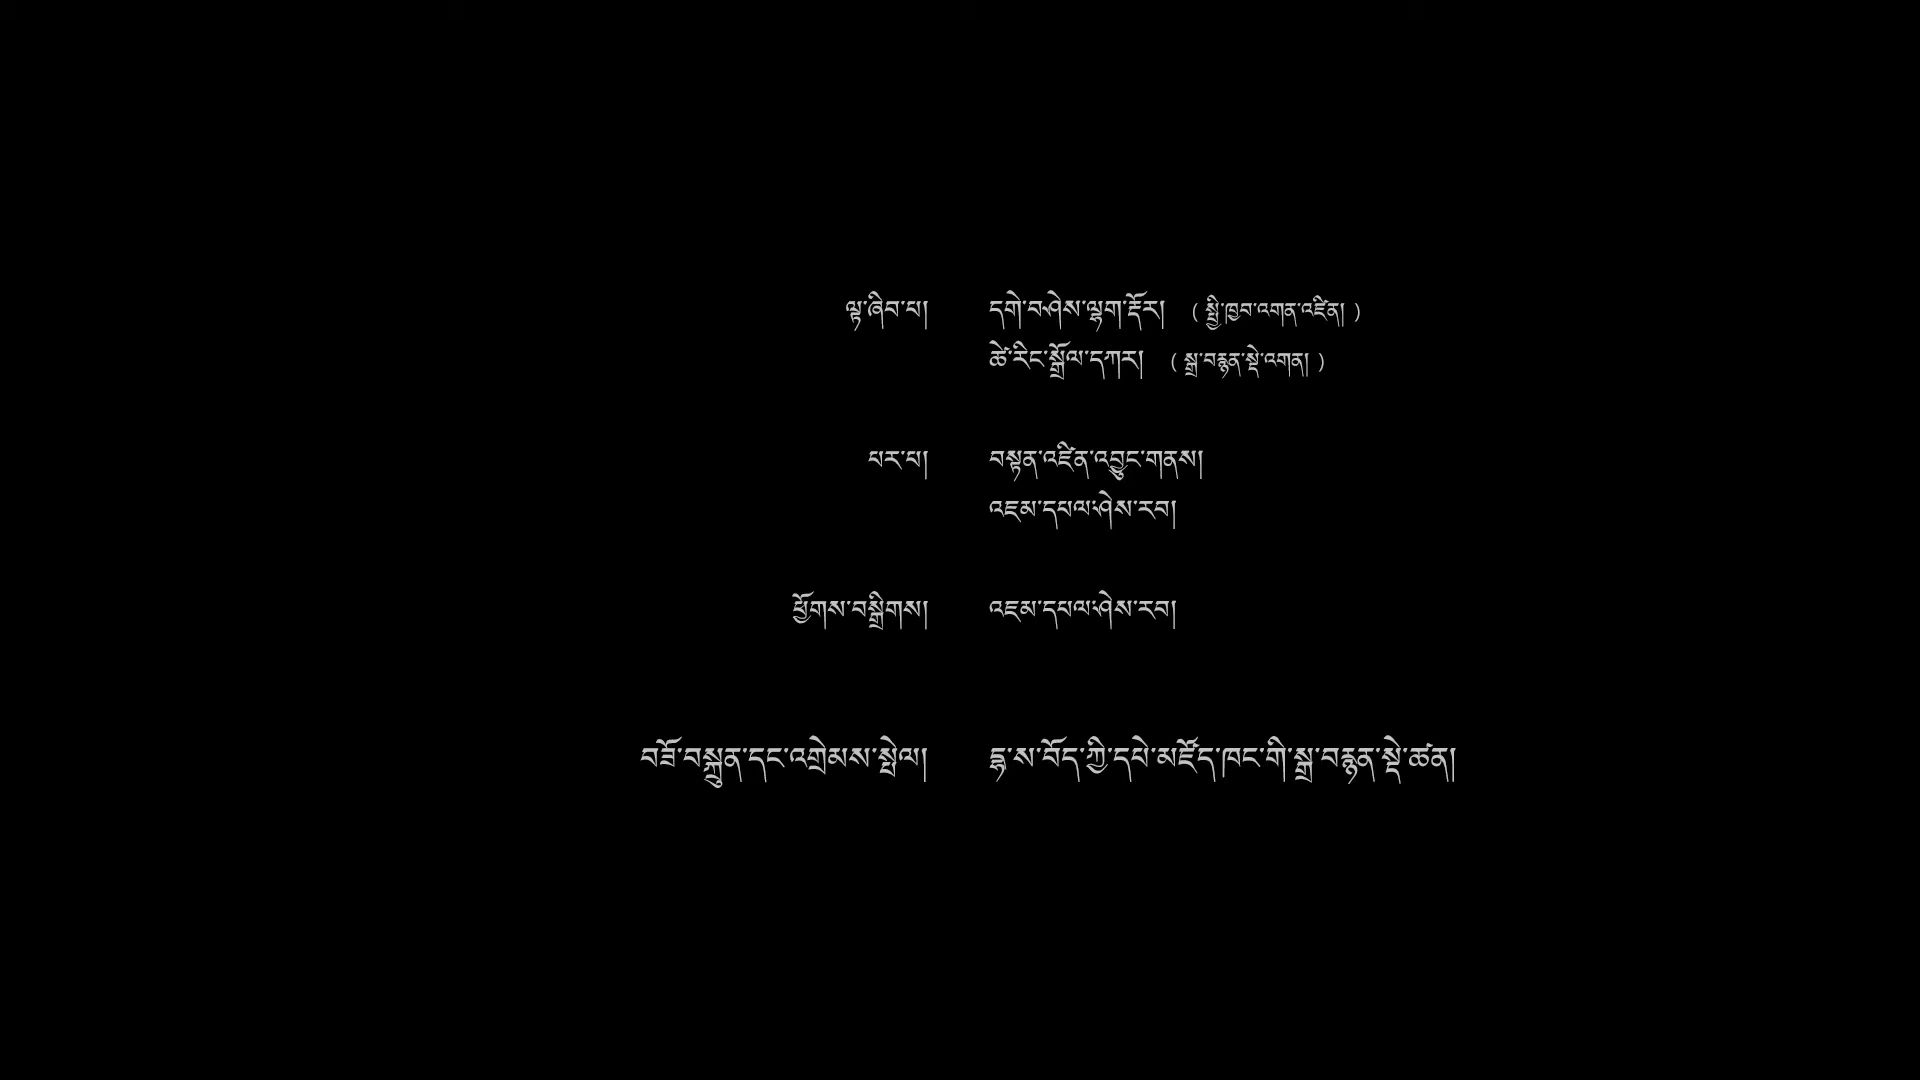 ལྟ་ཞིབ་པ། དགེ་བཤེས་ལྷག་རྡོར། ( སྤྱི་ཁྱབ་འགན་འཛིན། )
ཚེ་རིང་སྒྲོལ་དཀར། ( སྒྲ་བརྙན་སྡེ་འགན། )
པར་པ། བསྟན་འཛིན་འབྱུང་གནས།
འཇམ་དཔལ་ཤེས་རབ།
ཕྱོགས་བསྒྲིགས། འཇམ་དཔལ་ཤེས་རབ།
བཟོ་བསྐྲུན་དང་འགྲེམས་སྤེལ། དྷ་ས་བོད་ཀྱི་དཔེ་མཛོད་ཁང་གི་སྒྲ་བརྙན་སྡེ་ཚན།